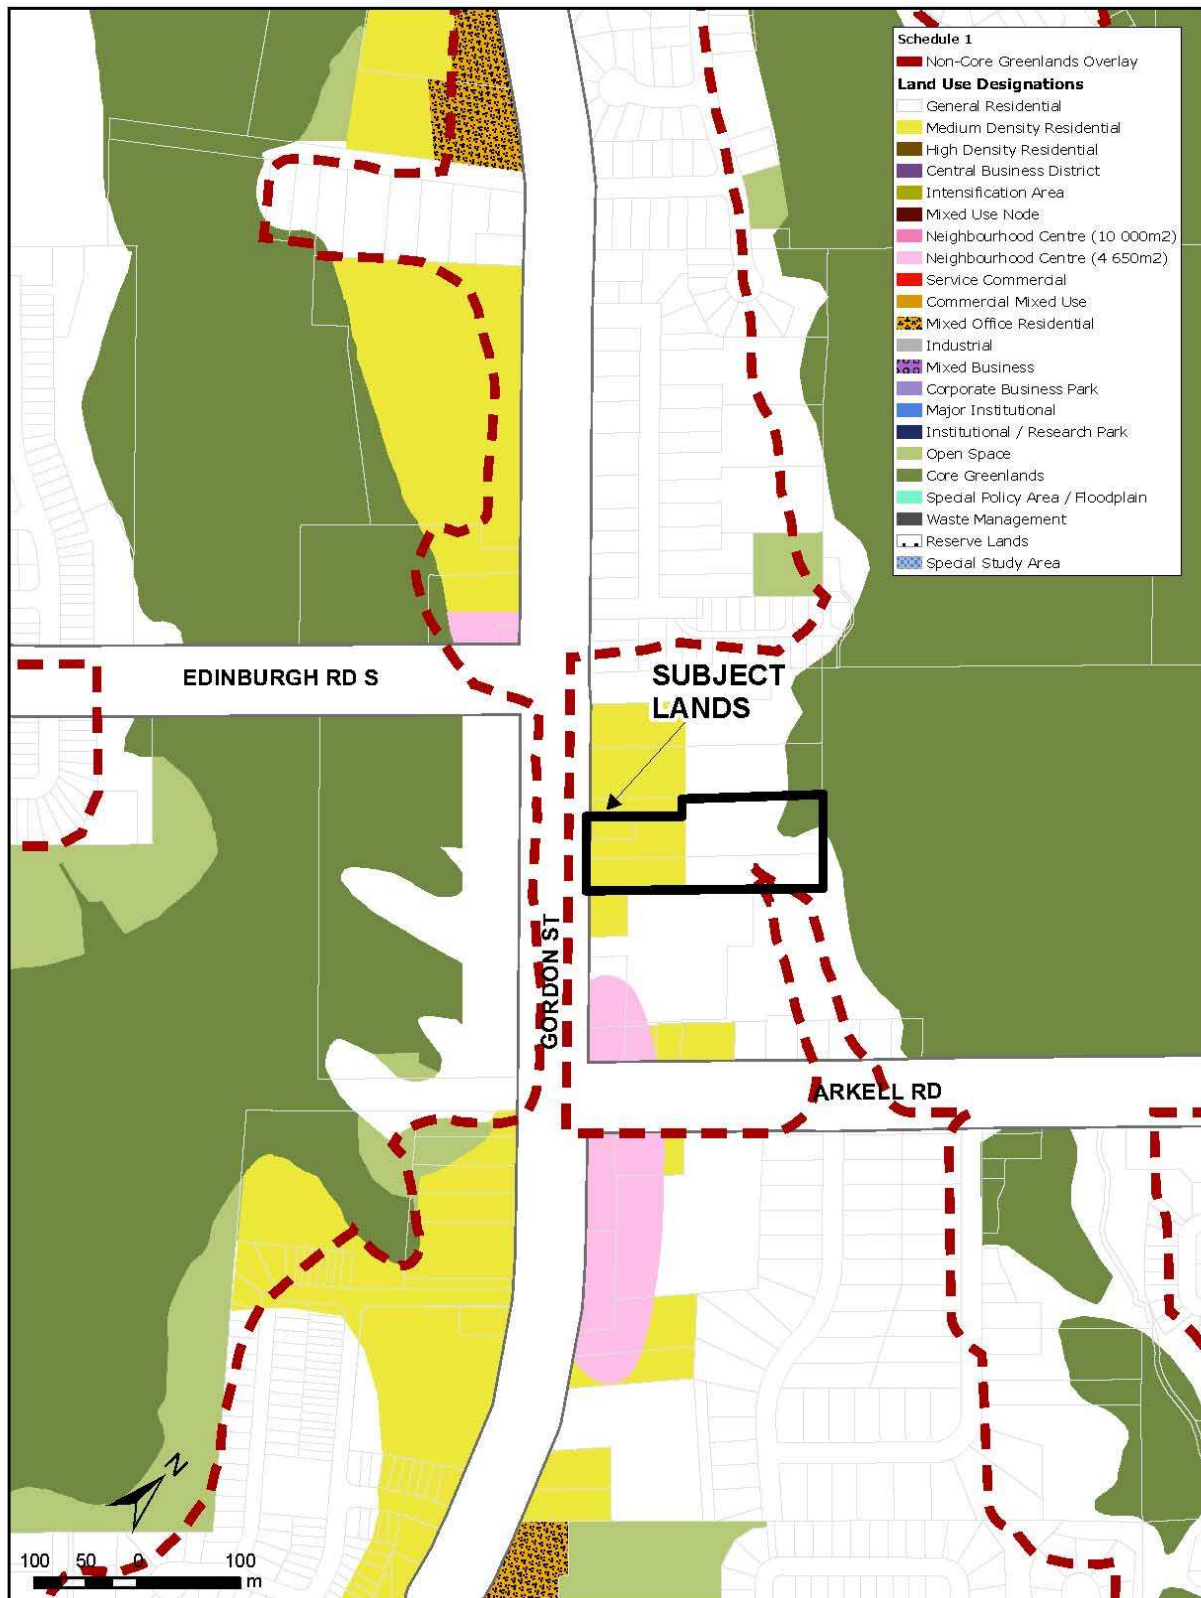 Schedule 1
Non-Core Greenlands Overlay
Land Use Designations
General Residential
Medium Density Residential
High Density Residential
Central Business District
Intensification Area
Mixed Use Node
Neighbourhood Centre (10 000m2)
Neighbourhood Centre (4 650m2)
Service Commercial
Commercial Mixed Use
Mixed Office Residential
Industrial
Mixed Business
Corporate Business Park
Major Institutional
Institutional / Research Park
Open Space
Core Greenlands
Special Policy Area / Floodplain
Waste Management
Reserve Lands
Special Study Area
EDINBURGH RD S
SUBJECT
LANDS
GORDON ST
ARKELL RD
N
100 50 0 100
m